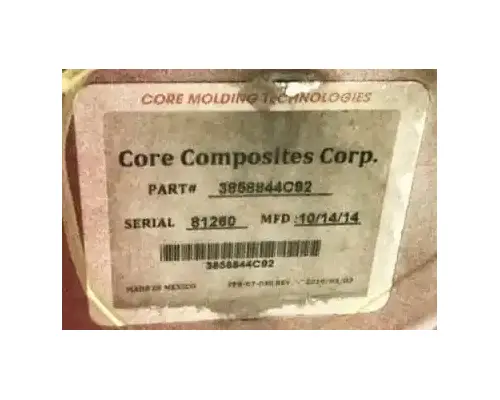 CORE MOLDING TECHNOLOGIES
Core Composites Corp.
PART# 3858844C92
SERIAL 81260 MFD :10/14/14
3858844C92
MADE IN MEXICO